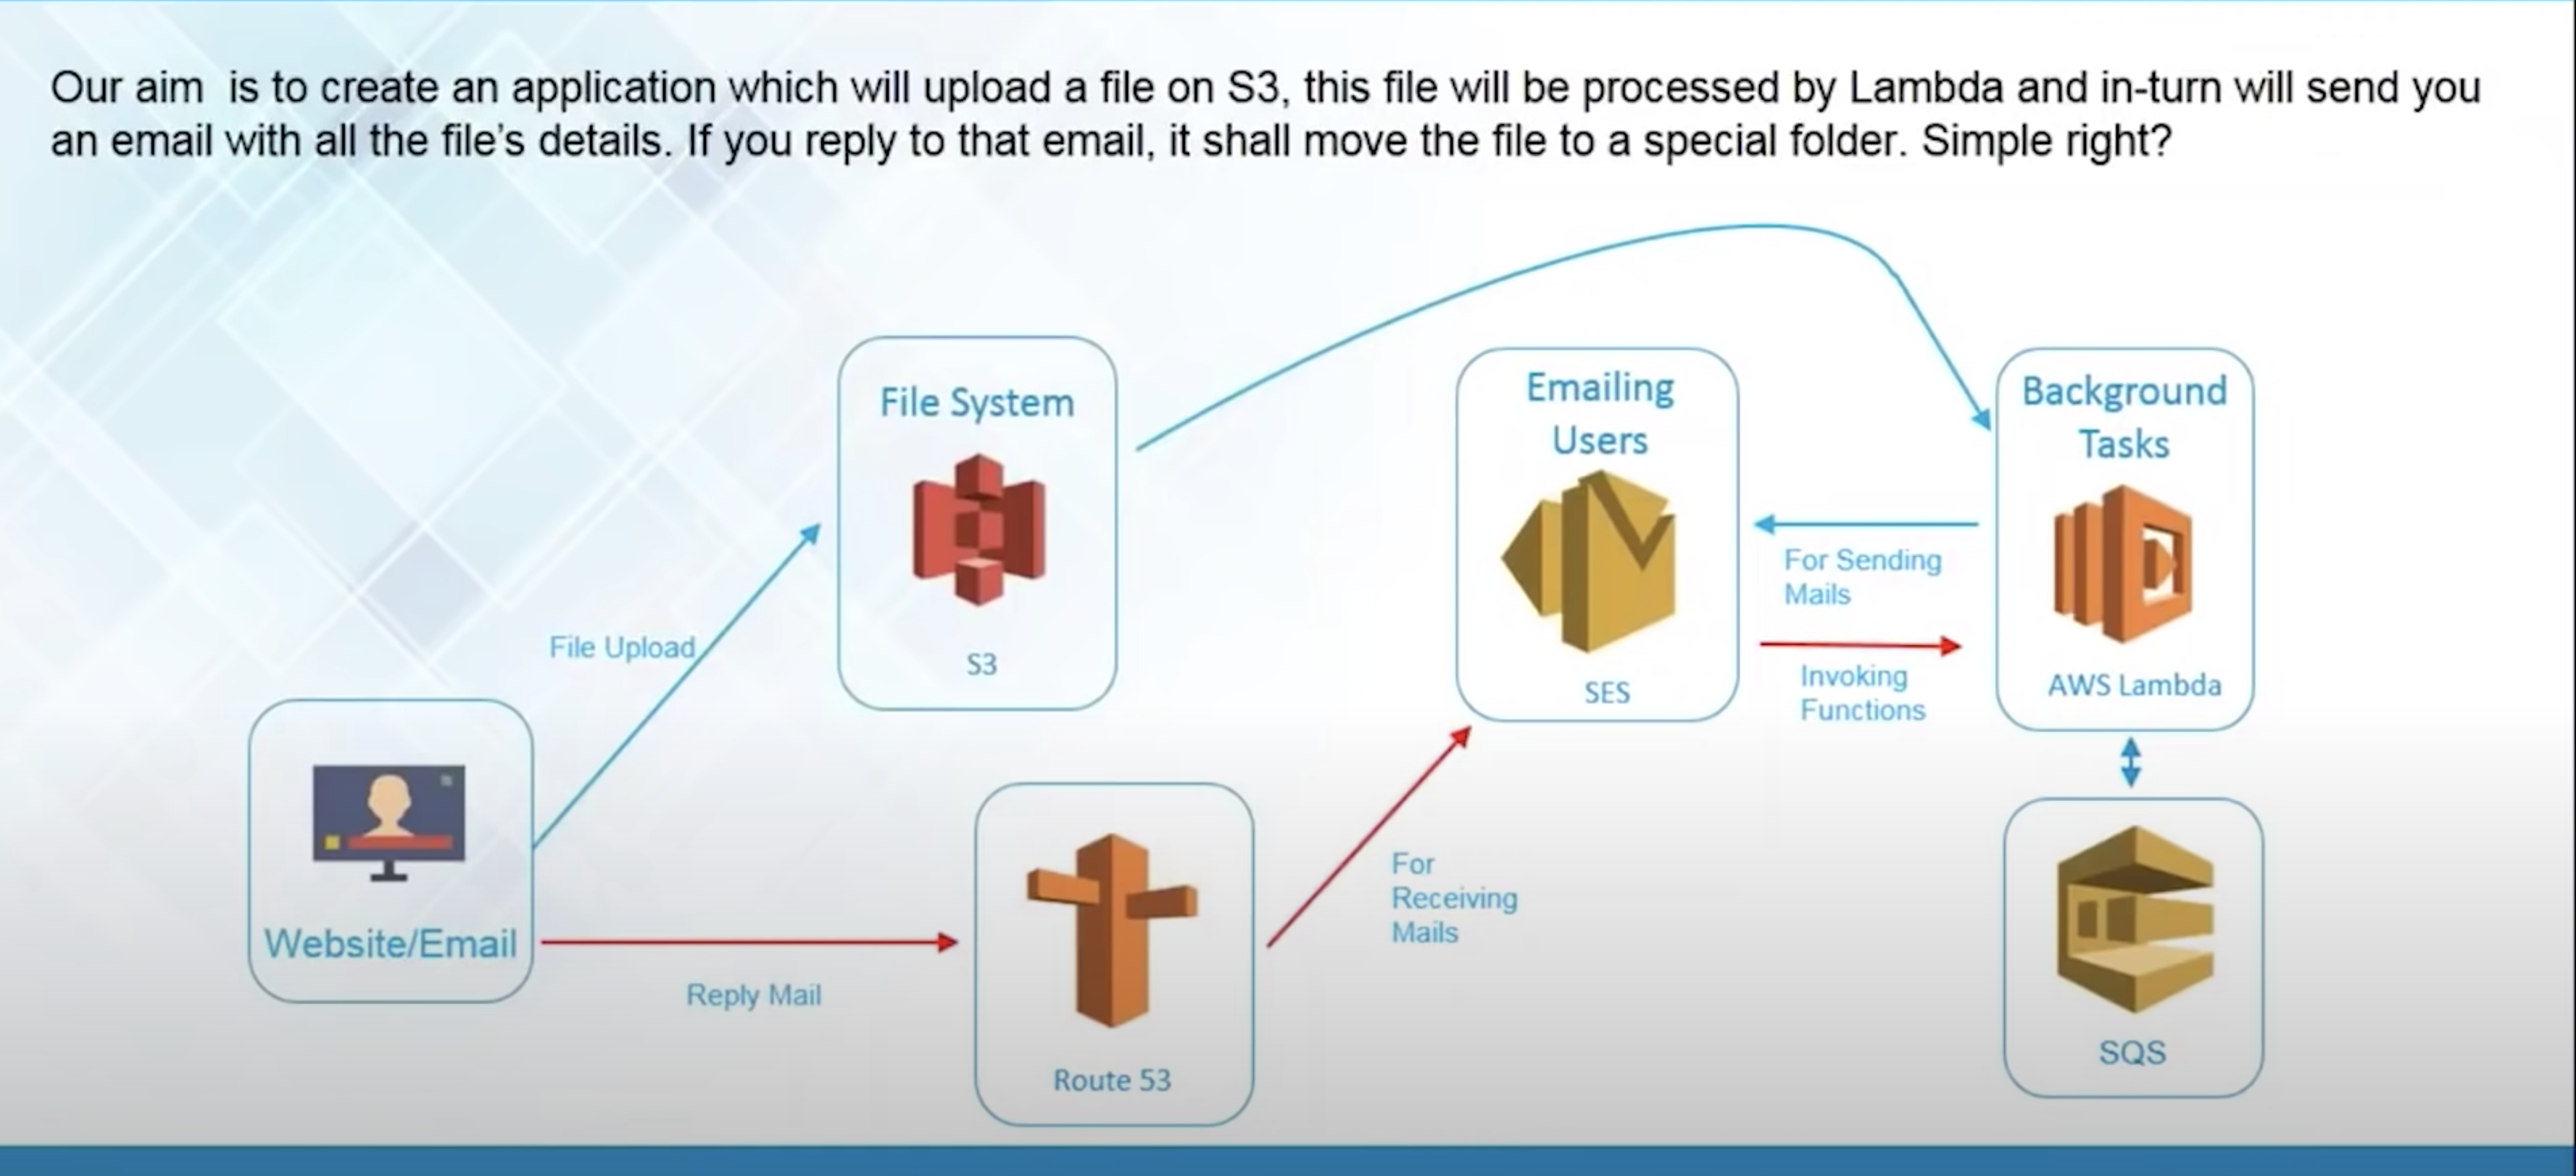 Our aim  is to create an application which will upload a file on S3, this file will be processed by Lambda and in-turn will send you
an email with all the file's details. If you reply to that email, it shall move the file to a special folder. Simple right?
File System
S3
Emailing
Users
SES
Background
Tasks
AWS Lambda
For Sending
Mails
Invoking
Functions
File Upload
Website/Email
Reply Mail
Route 53
For
Receiving
Mails
SQS